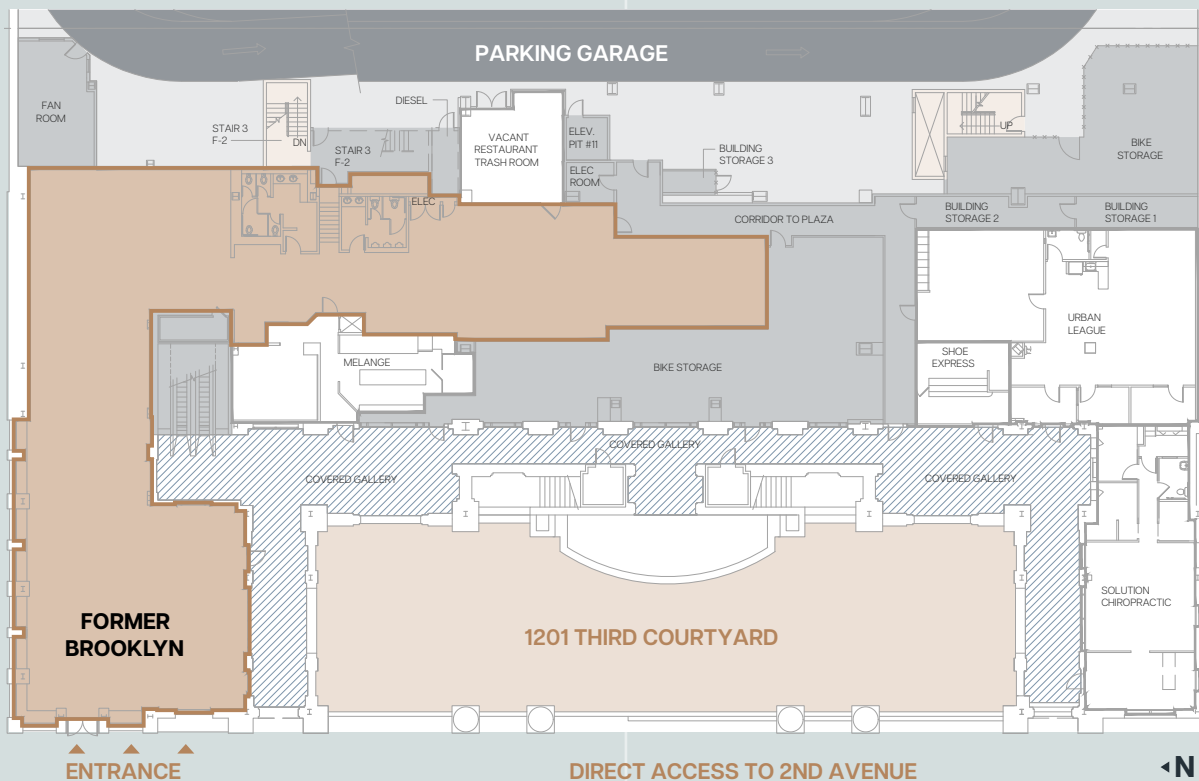 PARKING GARAGE
FAN
ROOM
DIESEL
STAIR 3
F-2
DN
STAIR 3
F-2
VACANT
RESTAURANT
TRASH ROOM
ELEV.
PIT #11
ELEC
ROOM
BUILDING
STORAGE 3
UP
BIKE
STORAGE
ELEC
CORRIDOR TO PLAZA
BUILDING
STORAGE 2
BUILDING
STORAGE 1
URBAN
LEAGUE
SHOE
EXPRESS
MELANGE
BIKE STORAGE
COVERED GALLERY
COVERED GALLERY
COVERED GALLERY
SOLUTION
CHIROPRACTIC
FORMER
BROOKLYN
1201 THIRD COURTYARD
ENTRANCE
DIRECT ACCESS TO 2ND AVENUE
N